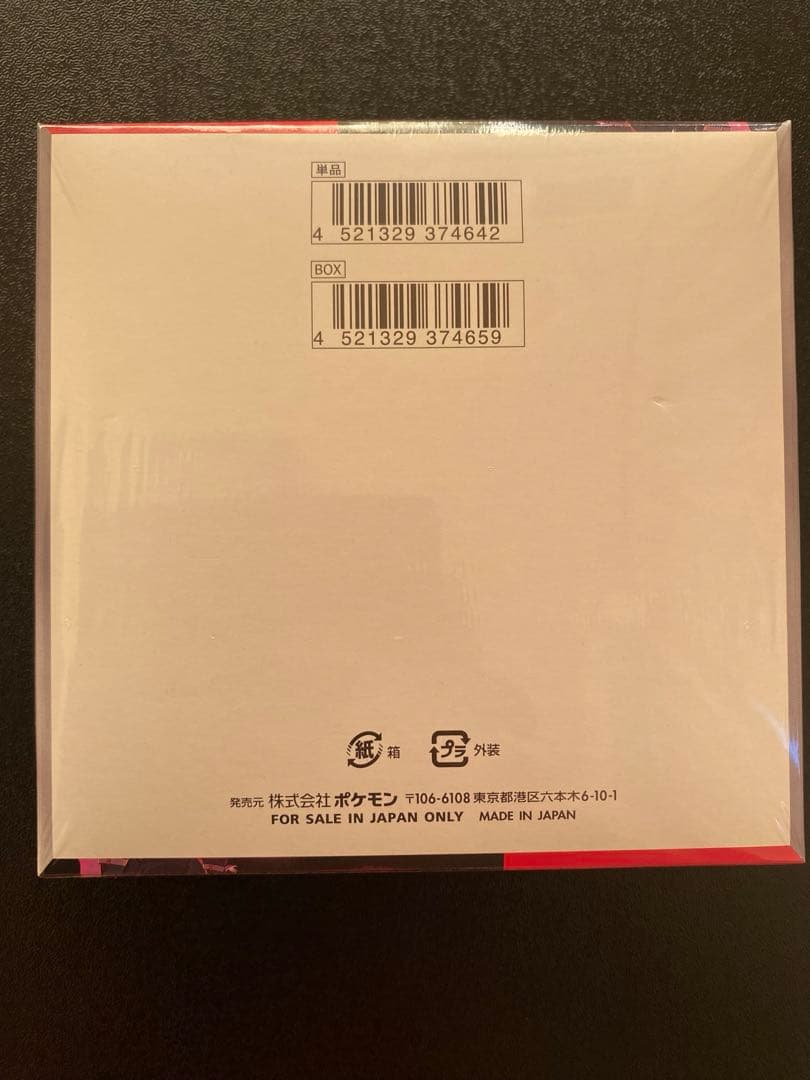 単品
4 521329 374642
BOX
4 521329 374659
紙 箱
プラ 外装
発売元 株式会社 ポケモン 〒106-6108 東京都港区六本木6-10-1
FOR SALE IN JAPAN ONLY MADE IN JAPAN